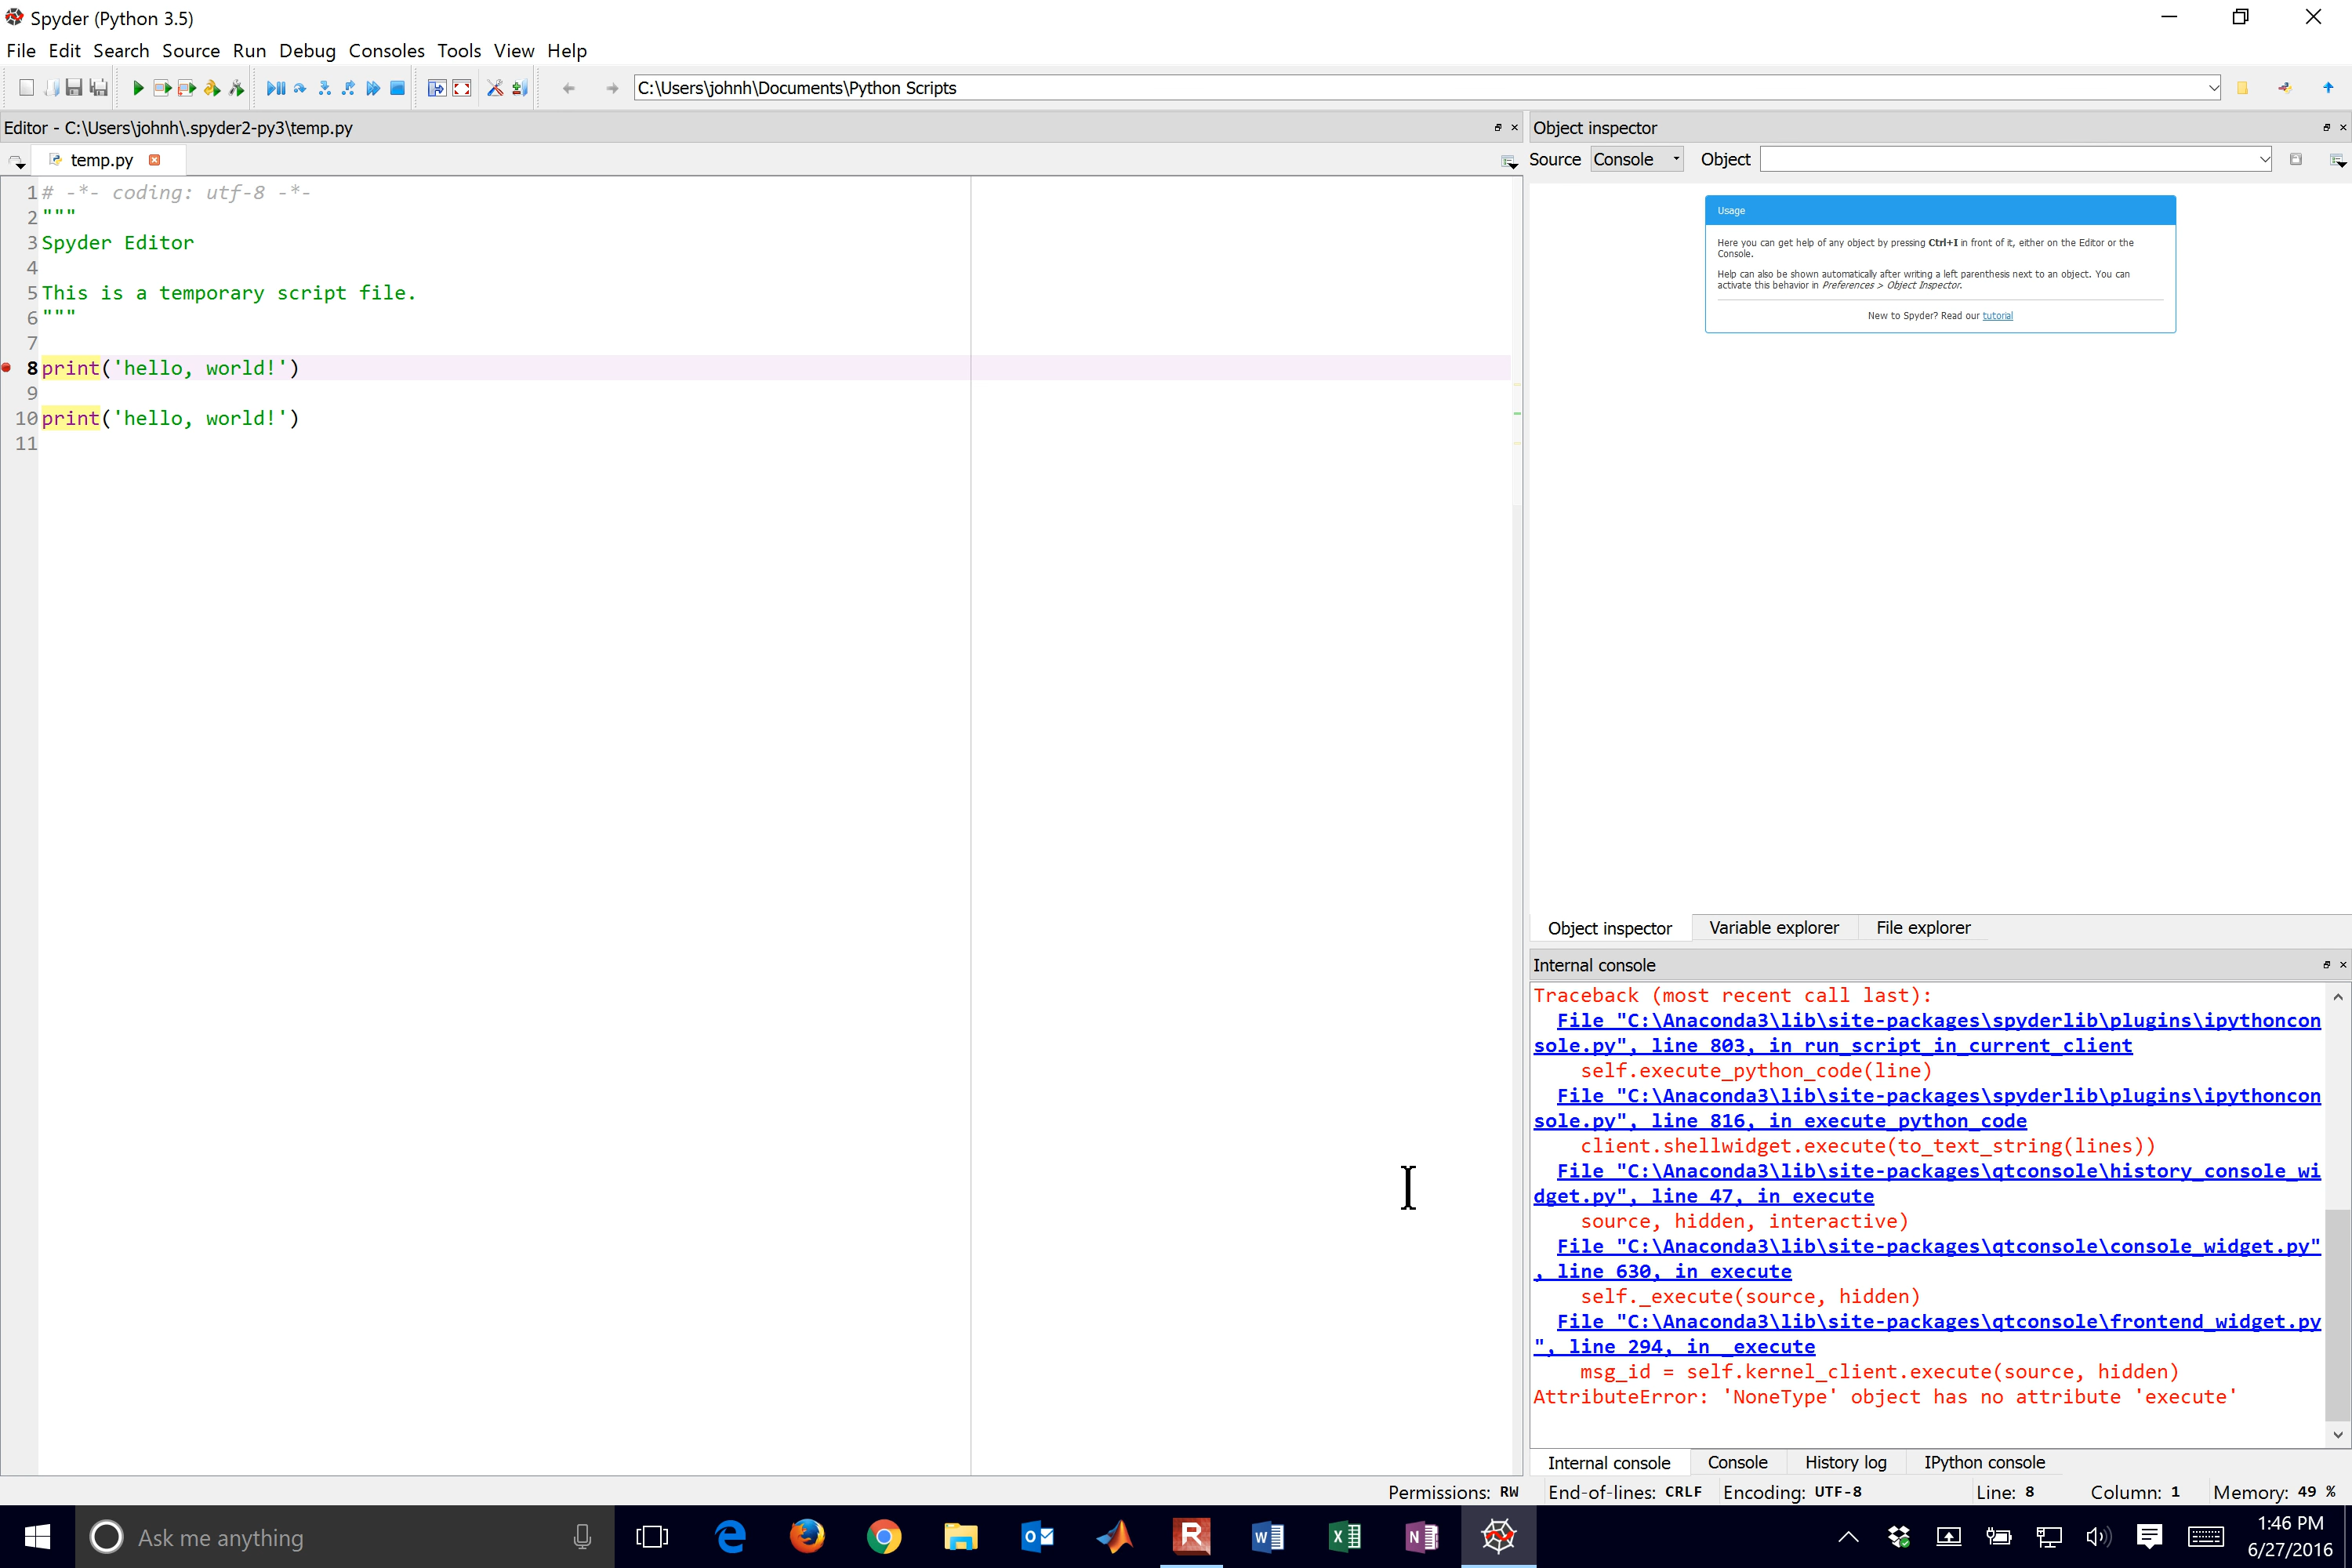 Spyder (Python 3.5)
File Edit Search Source Run Debug Consoles Tools View Help
C:\Users\johnh\Documents\Python Scripts
Editor - C:\Users\johnh\.spyder2-py3\temp.py
temp.py
1 # -*- coding: utf-8 -*-
2 """
3 Spyder Editor
4
5 This is a temporary script file.
6 """
7
8 print('hello, world!')
9
10 print('hello, world!')
11
Object inspector
Source Console Object
Usage
Here you can get help of any object by pressing Ctrl+I in front of it, either on the Editor or the
Console.
Help can also be shown automatically after writing a left parenthesis next to an object. You can
activate this behavior in Preferences > Object Inspector.
New to Spyder? Read our tutorial
Object inspector Variable explorer File explorer
Internal console
Traceback (most recent call last):
File "C:\Anaconda3\lib\site-packages\spyderlib\plugins\ipythoncon
sole.py", line 803, in run_script_in_current_client
self.execute_python_code(line)
File "C:\Anaconda3\lib\site-packages\spyderlib\plugins\ipythoncon
sole.py", line 816, in execute_python_code
client.shellwidget.execute(to_text_string(lines))
File "C:\Anaconda3\lib\site-packages\qtconsole\history_console_wi
dget.py", line 47, in execute
source, hidden, interactive)
File "C:\Anaconda3\lib\site-packages\qtconsole\console_widget.py"
, line 630, in execute
self._execute(source, hidden)
File "C:\Anaconda3\lib\site-packages\qtconsole\frontend_widget.py
", line 294, in _execute
msg_id = self.kernel_client.execute(source, hidden)
AttributeError: 'NoneType' object has no attribute 'execute'
Internal console Console History log IPython console
Permissions: RW End-of-lines: CRLF Encoding: UTF-8 Line: 8 Column: 1 Memory: 49 %
Ask me anything
1:46 PM
6/27/2016